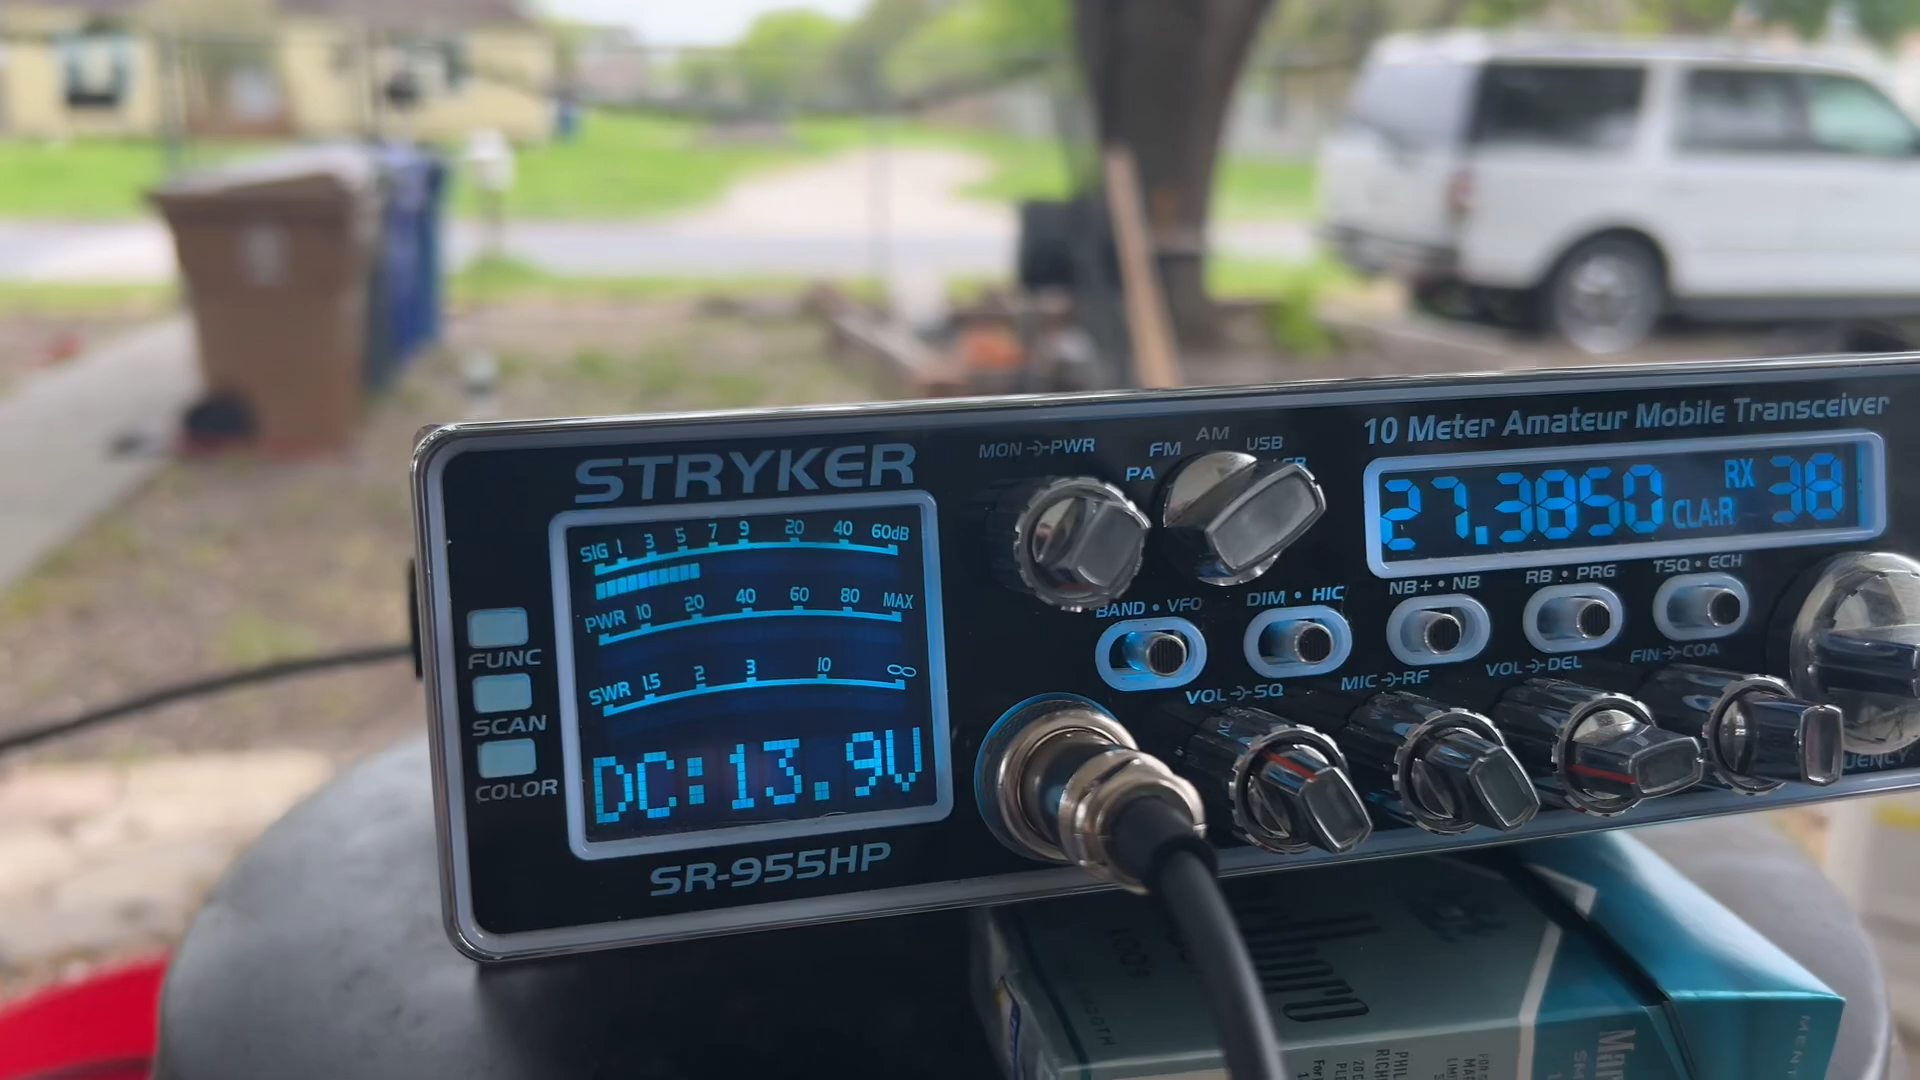 STRYKER
SIG 1 3 5 7 9 20 40 60dB
PWR 10 20 40 60 80 MAX
SWR 1.5 2 3 10 ∞
DC:13.9V
SR-955HP
FUNC
SCAN
COLOR
MON PWR
PA FM AM USB
10 Meter Amateur Mobile Transceiver
27.3850 CLA:R RX 38
BAND • VFO
DIM • HIC
NB+ • NB
RB • PRG
TSQ • ECH
VOL SQ
MIC RF
VOL DEL
FIN COA
100's